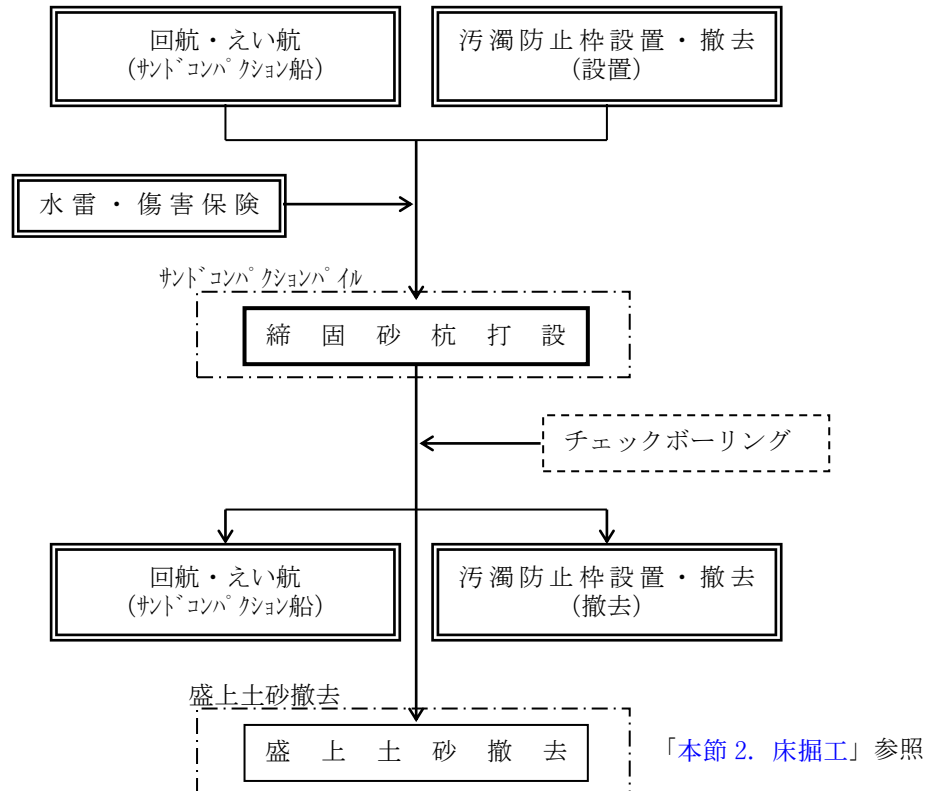 回航・えい航
(ｻﾝﾄﾞｺﾝﾊﾟｸｼｮﾝ船)
汚濁防止枠設置・撤去
(設置)
水雷・傷害保険
ｻﾝﾄﾞｺﾝﾊﾟｸｼｮﾝﾊﾟｲﾙ
締固砂杭打設
チェックボーリング
回航・えい航
(ｻﾝﾄﾞｺﾝﾊﾟｸｼｮﾝ船)
汚濁防止枠設置・撤去
(撤去)
盛上土砂撤去
盛上土砂撤去
「本節 2. 床掘工」参照